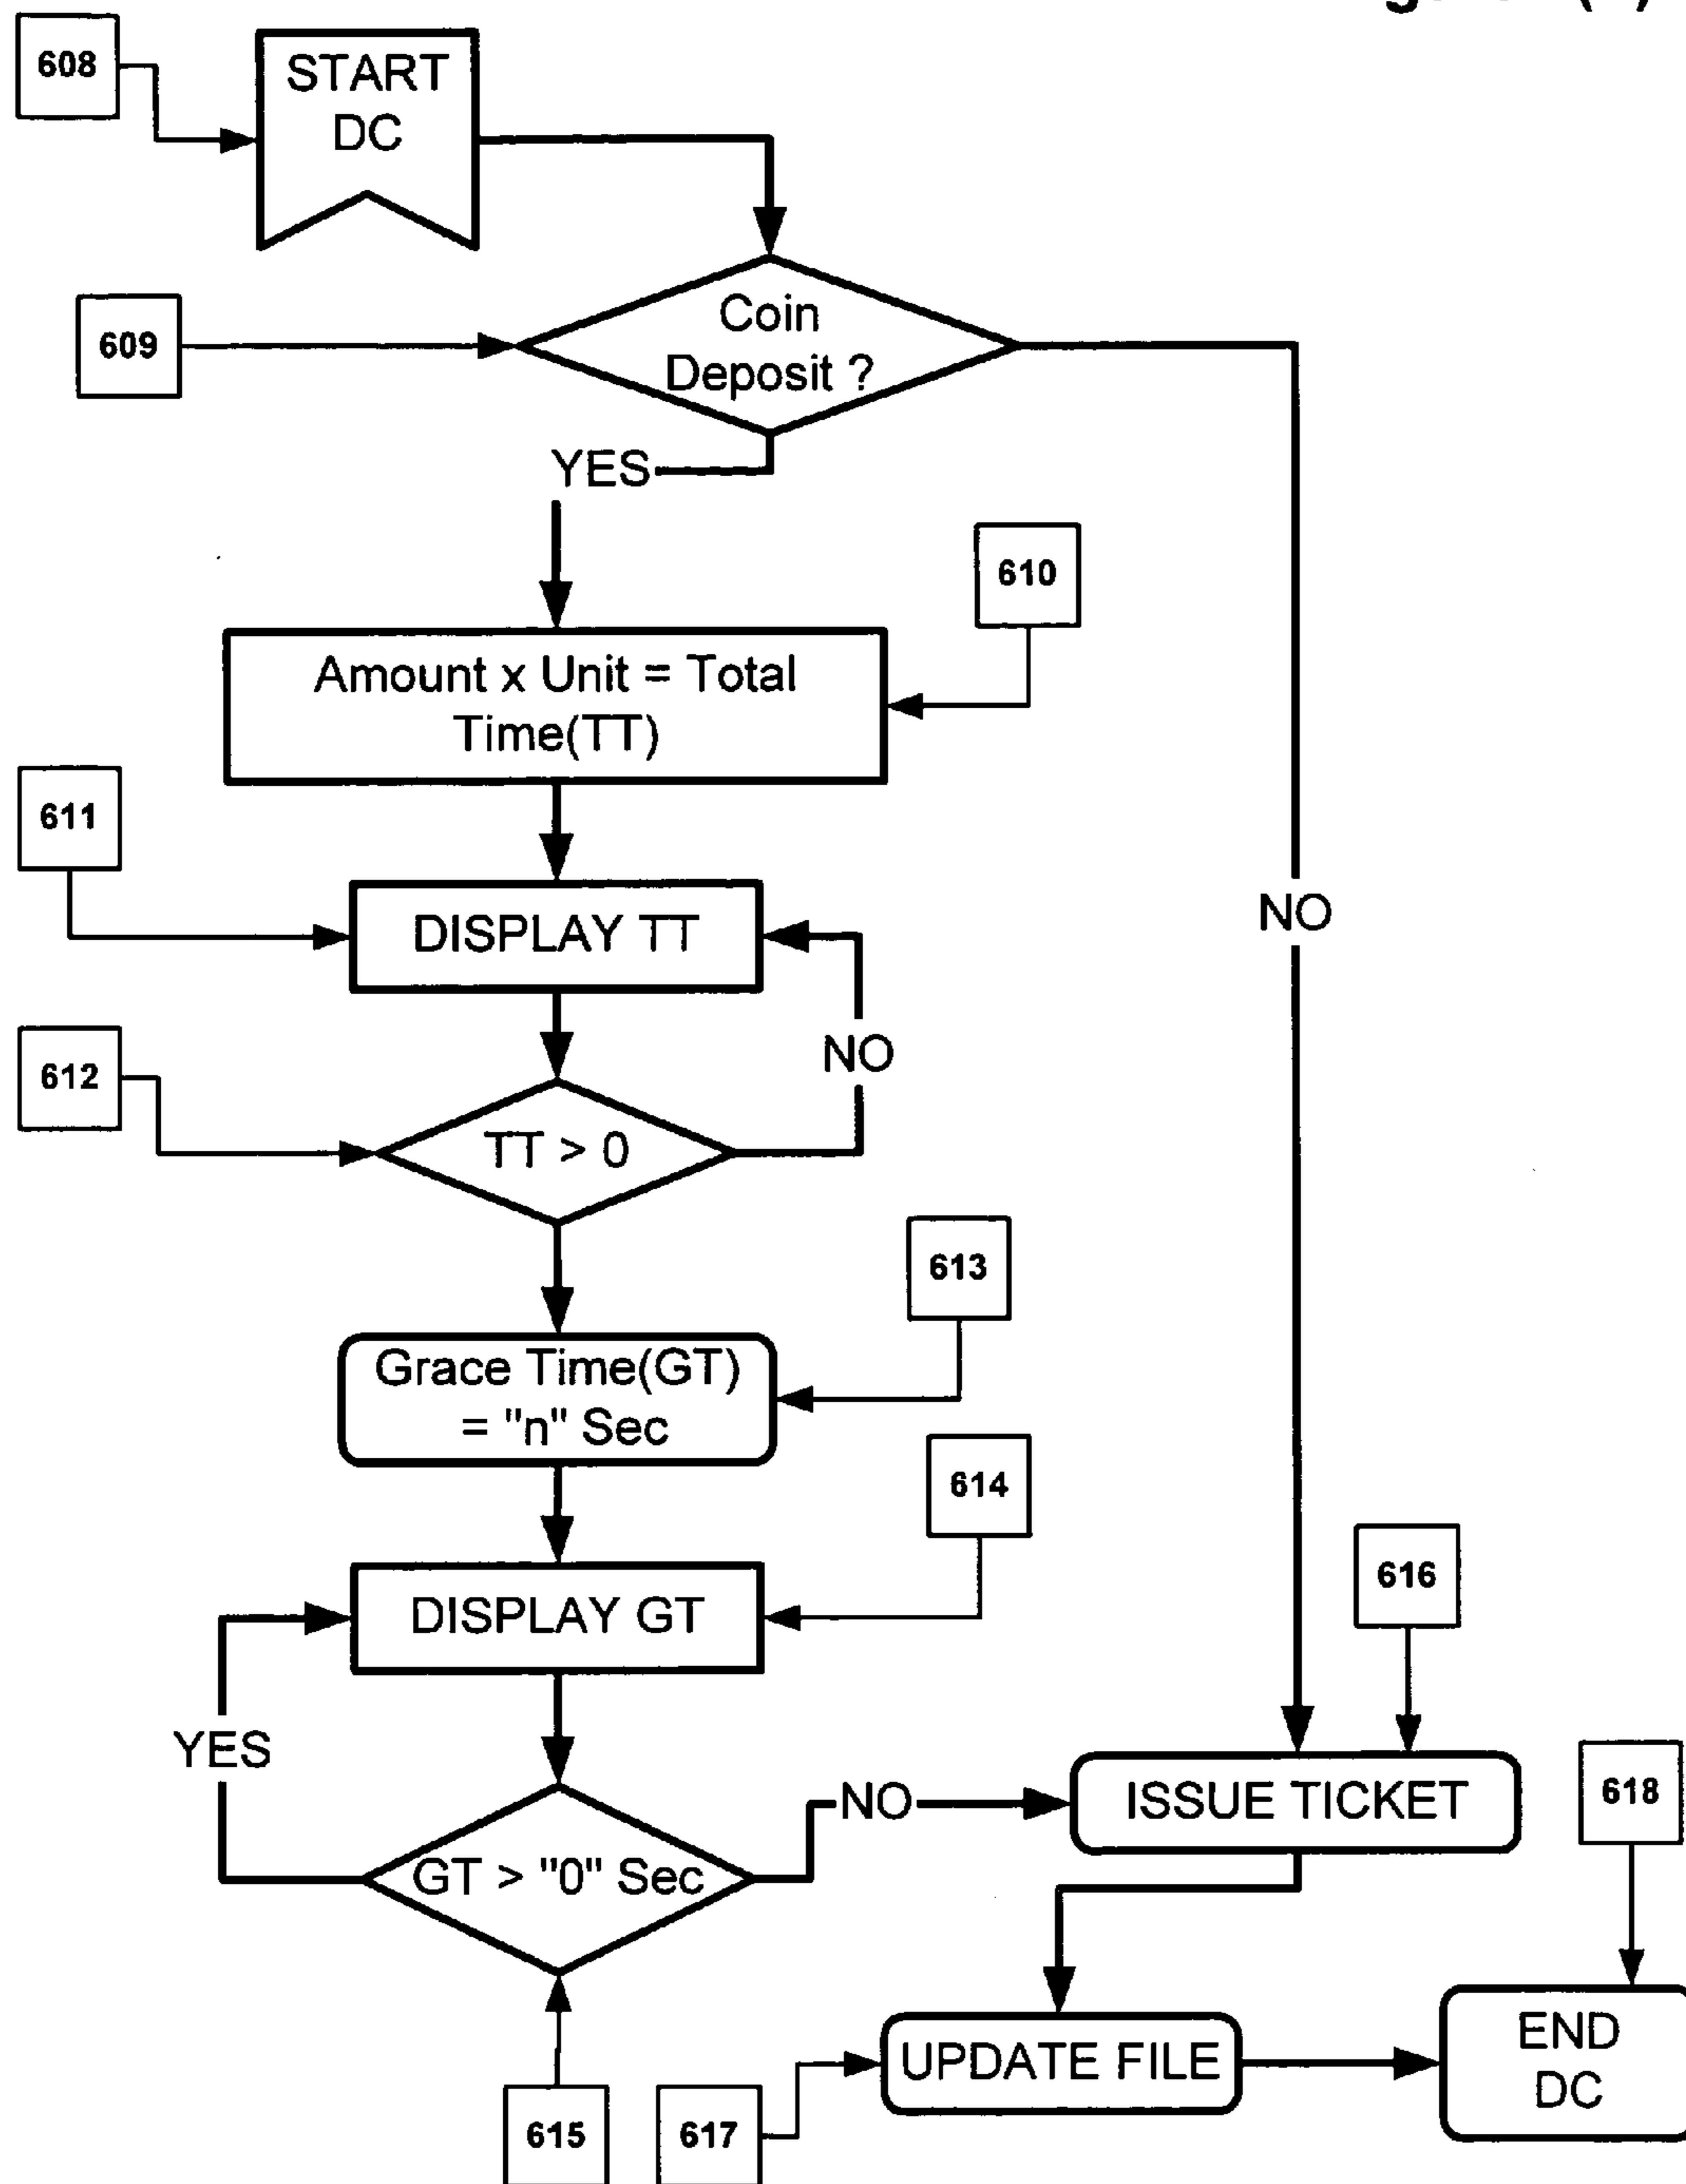 608
START
DC
609
Coin
Deposit ?
YES
610
Amount x Unit = Total
Time(TT)
611
DISPLAY TT
NO
NO
612
TT > 0
613
Grace Time(GT)
= "n" Sec
614
DISPLAY GT
616
YES
ISSUE TICKET
618
NO
GT > "0" Sec
UPDATE FILE
END
DC
615
617